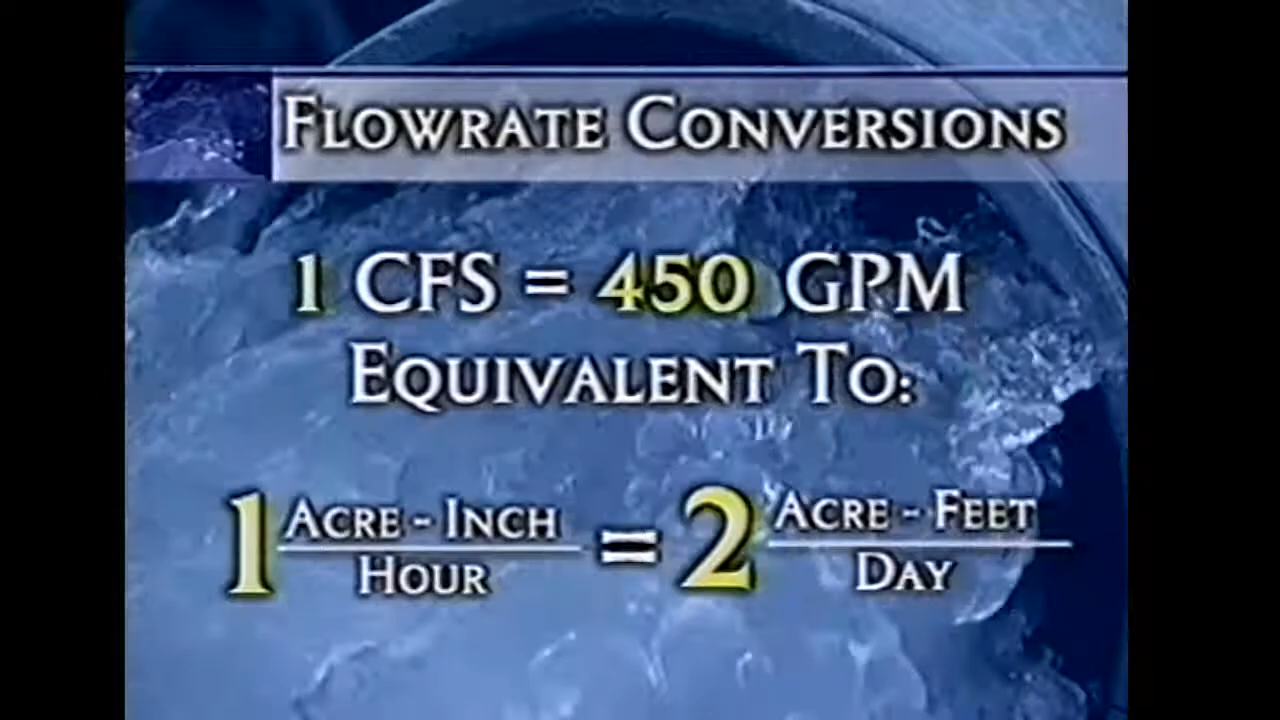 FLOWRATE CONVERSIONS
1 CFS = 450 GPM
EQUIVALENT TO:
1 ACRE - INCH / HOUR = 2 ACRE - FEET / DAY